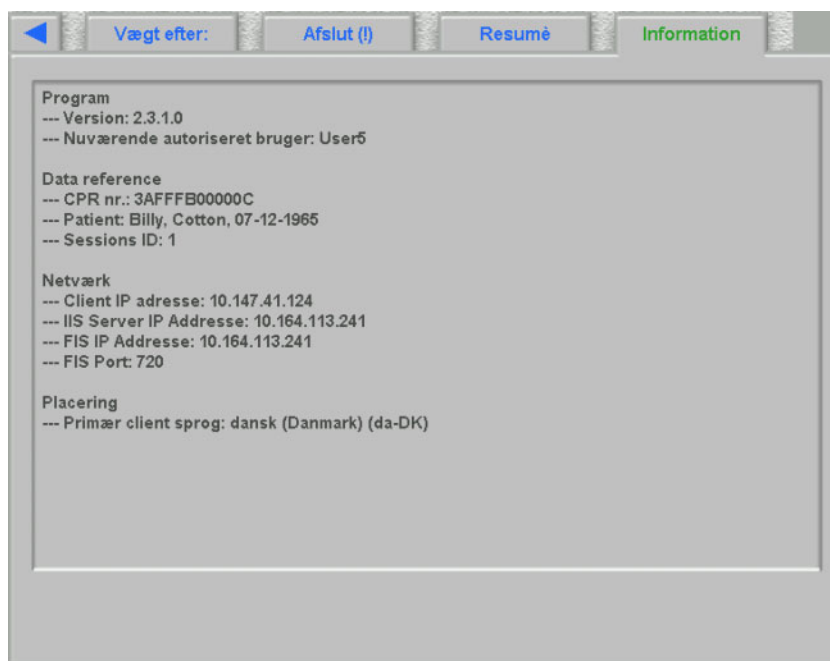 Vægt efter:
Afslut (!)
Resumè
Information
Program
--- Version: 2.3.1.0
--- Nuværende autoriseret bruger: User5
Data reference
--- CPR nr.: 3AFFFB00000C
--- Patient: Billy, Cotton, 07-12-1965
--- Sessions ID: 1
Netværk
--- Client IP adresse: 10.147.41.124
--- IIS Server IP Addresse: 10.164.113.241
--- FIS IP Addresse: 10.164.113.241
--- FIS Port: 720
Placering
--- Primær client sprog: dansk (Danmark) (da-DK)